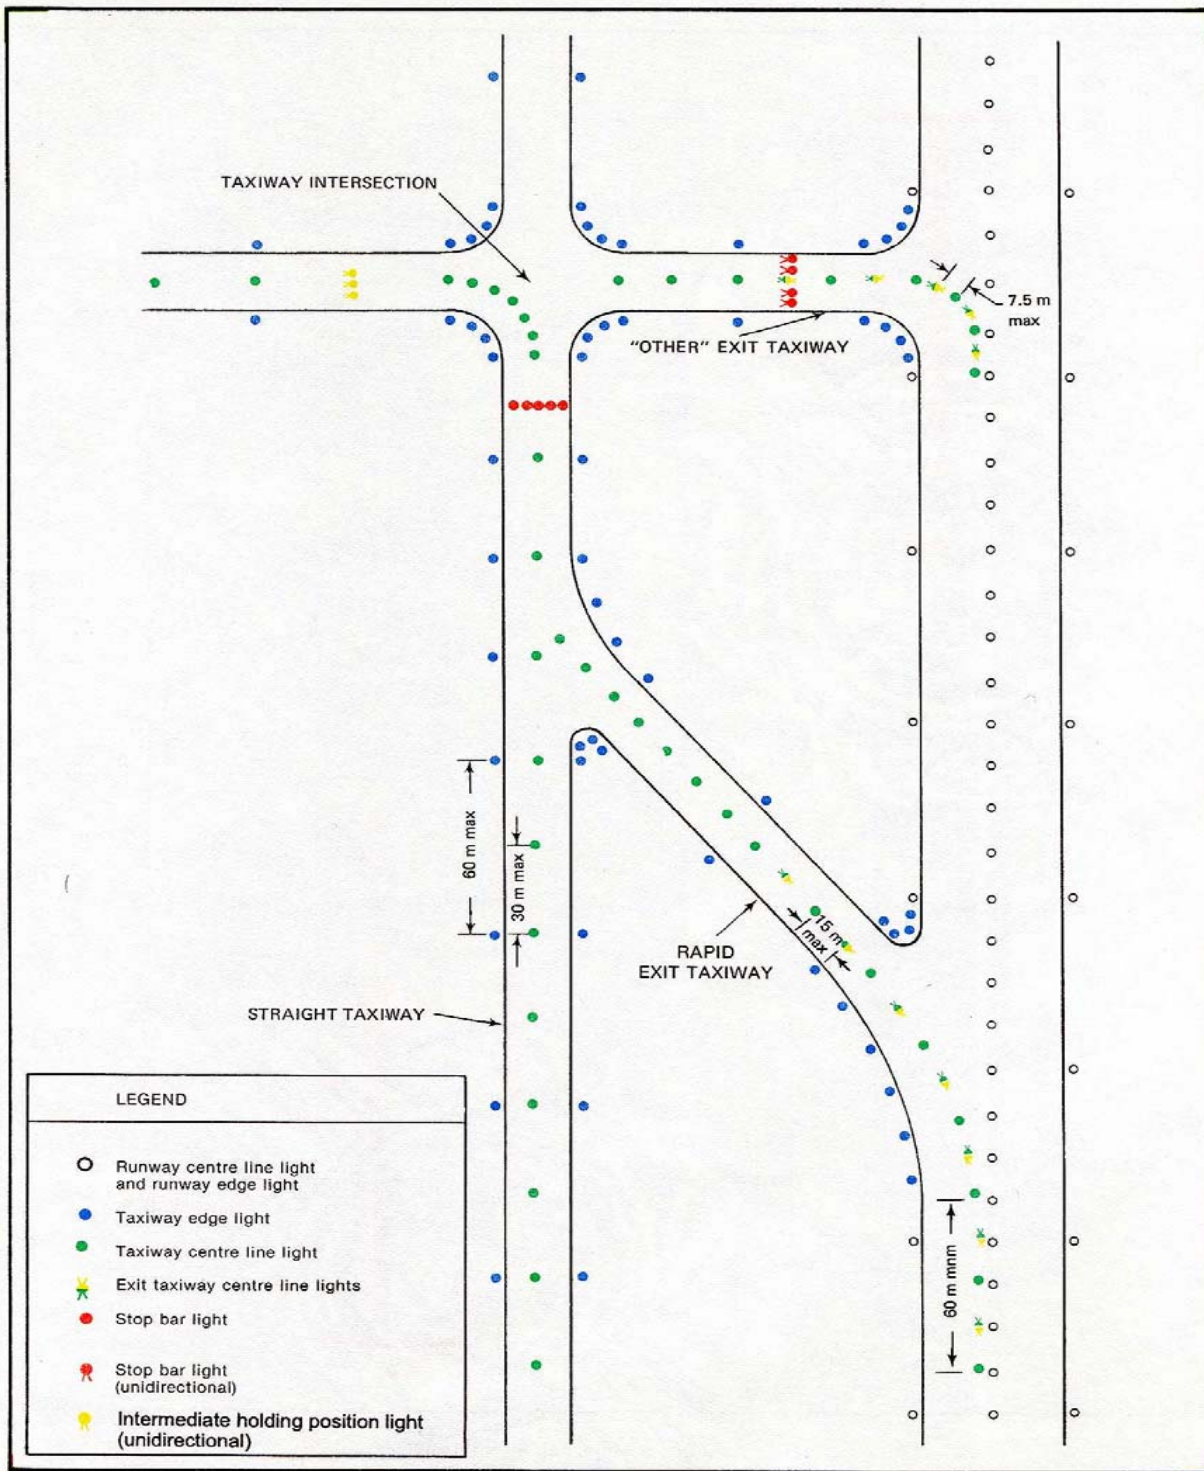 TAXIWAY INTERSECTION
7.5 m
max
"OTHER" EXIT TAXIWAY
60 m max
30 m max
15 m
max
RAPID
EXIT TAXIWAY
STRAIGHT TAXIWAY
60 m mnm
LEGEND
Runway centre line light
and runway edge light
Taxiway edge light
Taxiway centre line light
Exit taxiway centre line lights
Stop bar light
Stop bar light
(unidirectional)
Intermediate holding position light
(unidirectional)